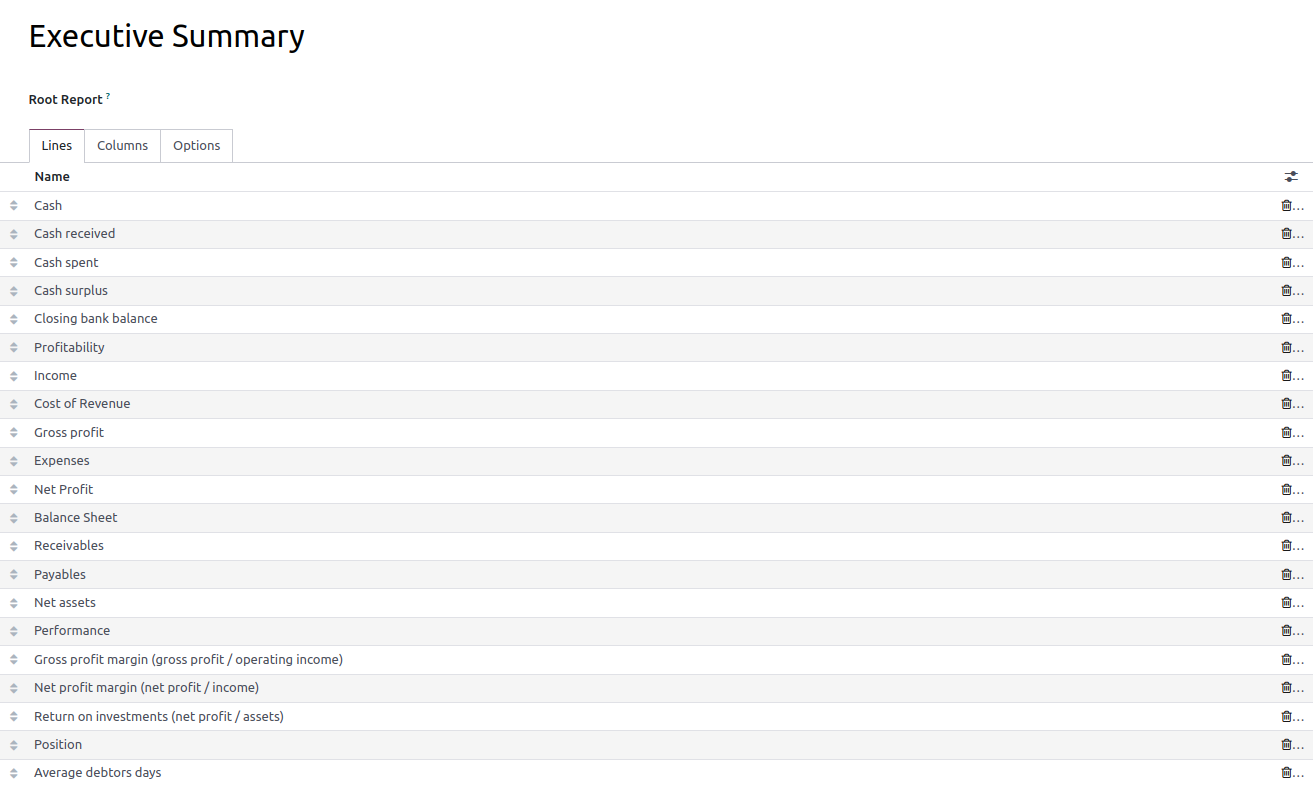 Executive Summary
Root Report ?
Lines Columns Options
Name
Cash ...
Cash received ...
Cash spent ...
Cash surplus ...
Closing bank balance ...
Profitability ...
Income ...
Cost of Revenue ...
Gross profit ...
Expenses ...
Net Profit ...
Balance Sheet ...
Receivables ...
Payables ...
Net assets ...
Performance ...
Gross profit margin (gross profit / operating income) ...
Net profit margin (net profit / income) ...
Return on investments (net profit / assets) ...
Position ...
Average debtors days ...